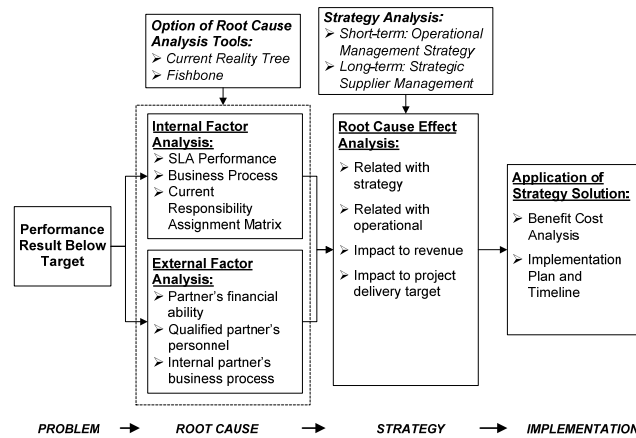 Option of Root Cause
Analysis Tools:
➢ Current Reality Tree
➢ Fishbone
Strategy Analysis:
➢ Short-term: Operational
Management Strategy
➢ Long-term: Strategic
Supplier Management
Performance
Result Below
Target
Internal Factor
Analysis:
➢ SLA Performance
➢ Business Process
➢ Current
Responsibility
Assignment Matrix
External Factor
Analysis:
➢ Partner's financial
ability
➢ Qualified partner's
personnel
➢ Internal partner's
business process
Root Cause Effect
Analysis:
➢ Related with
strategy
➢ Related with
operational
➢ Impact to revenue
➢ Impact to project
delivery target
Application of
Strategy Solution:
➢ Benefit Cost
Analysis
➢ Implementation
Plan and
Timeline
PROBLEM → ROOT CAUSE → STRATEGY → IMPLEMENTATION